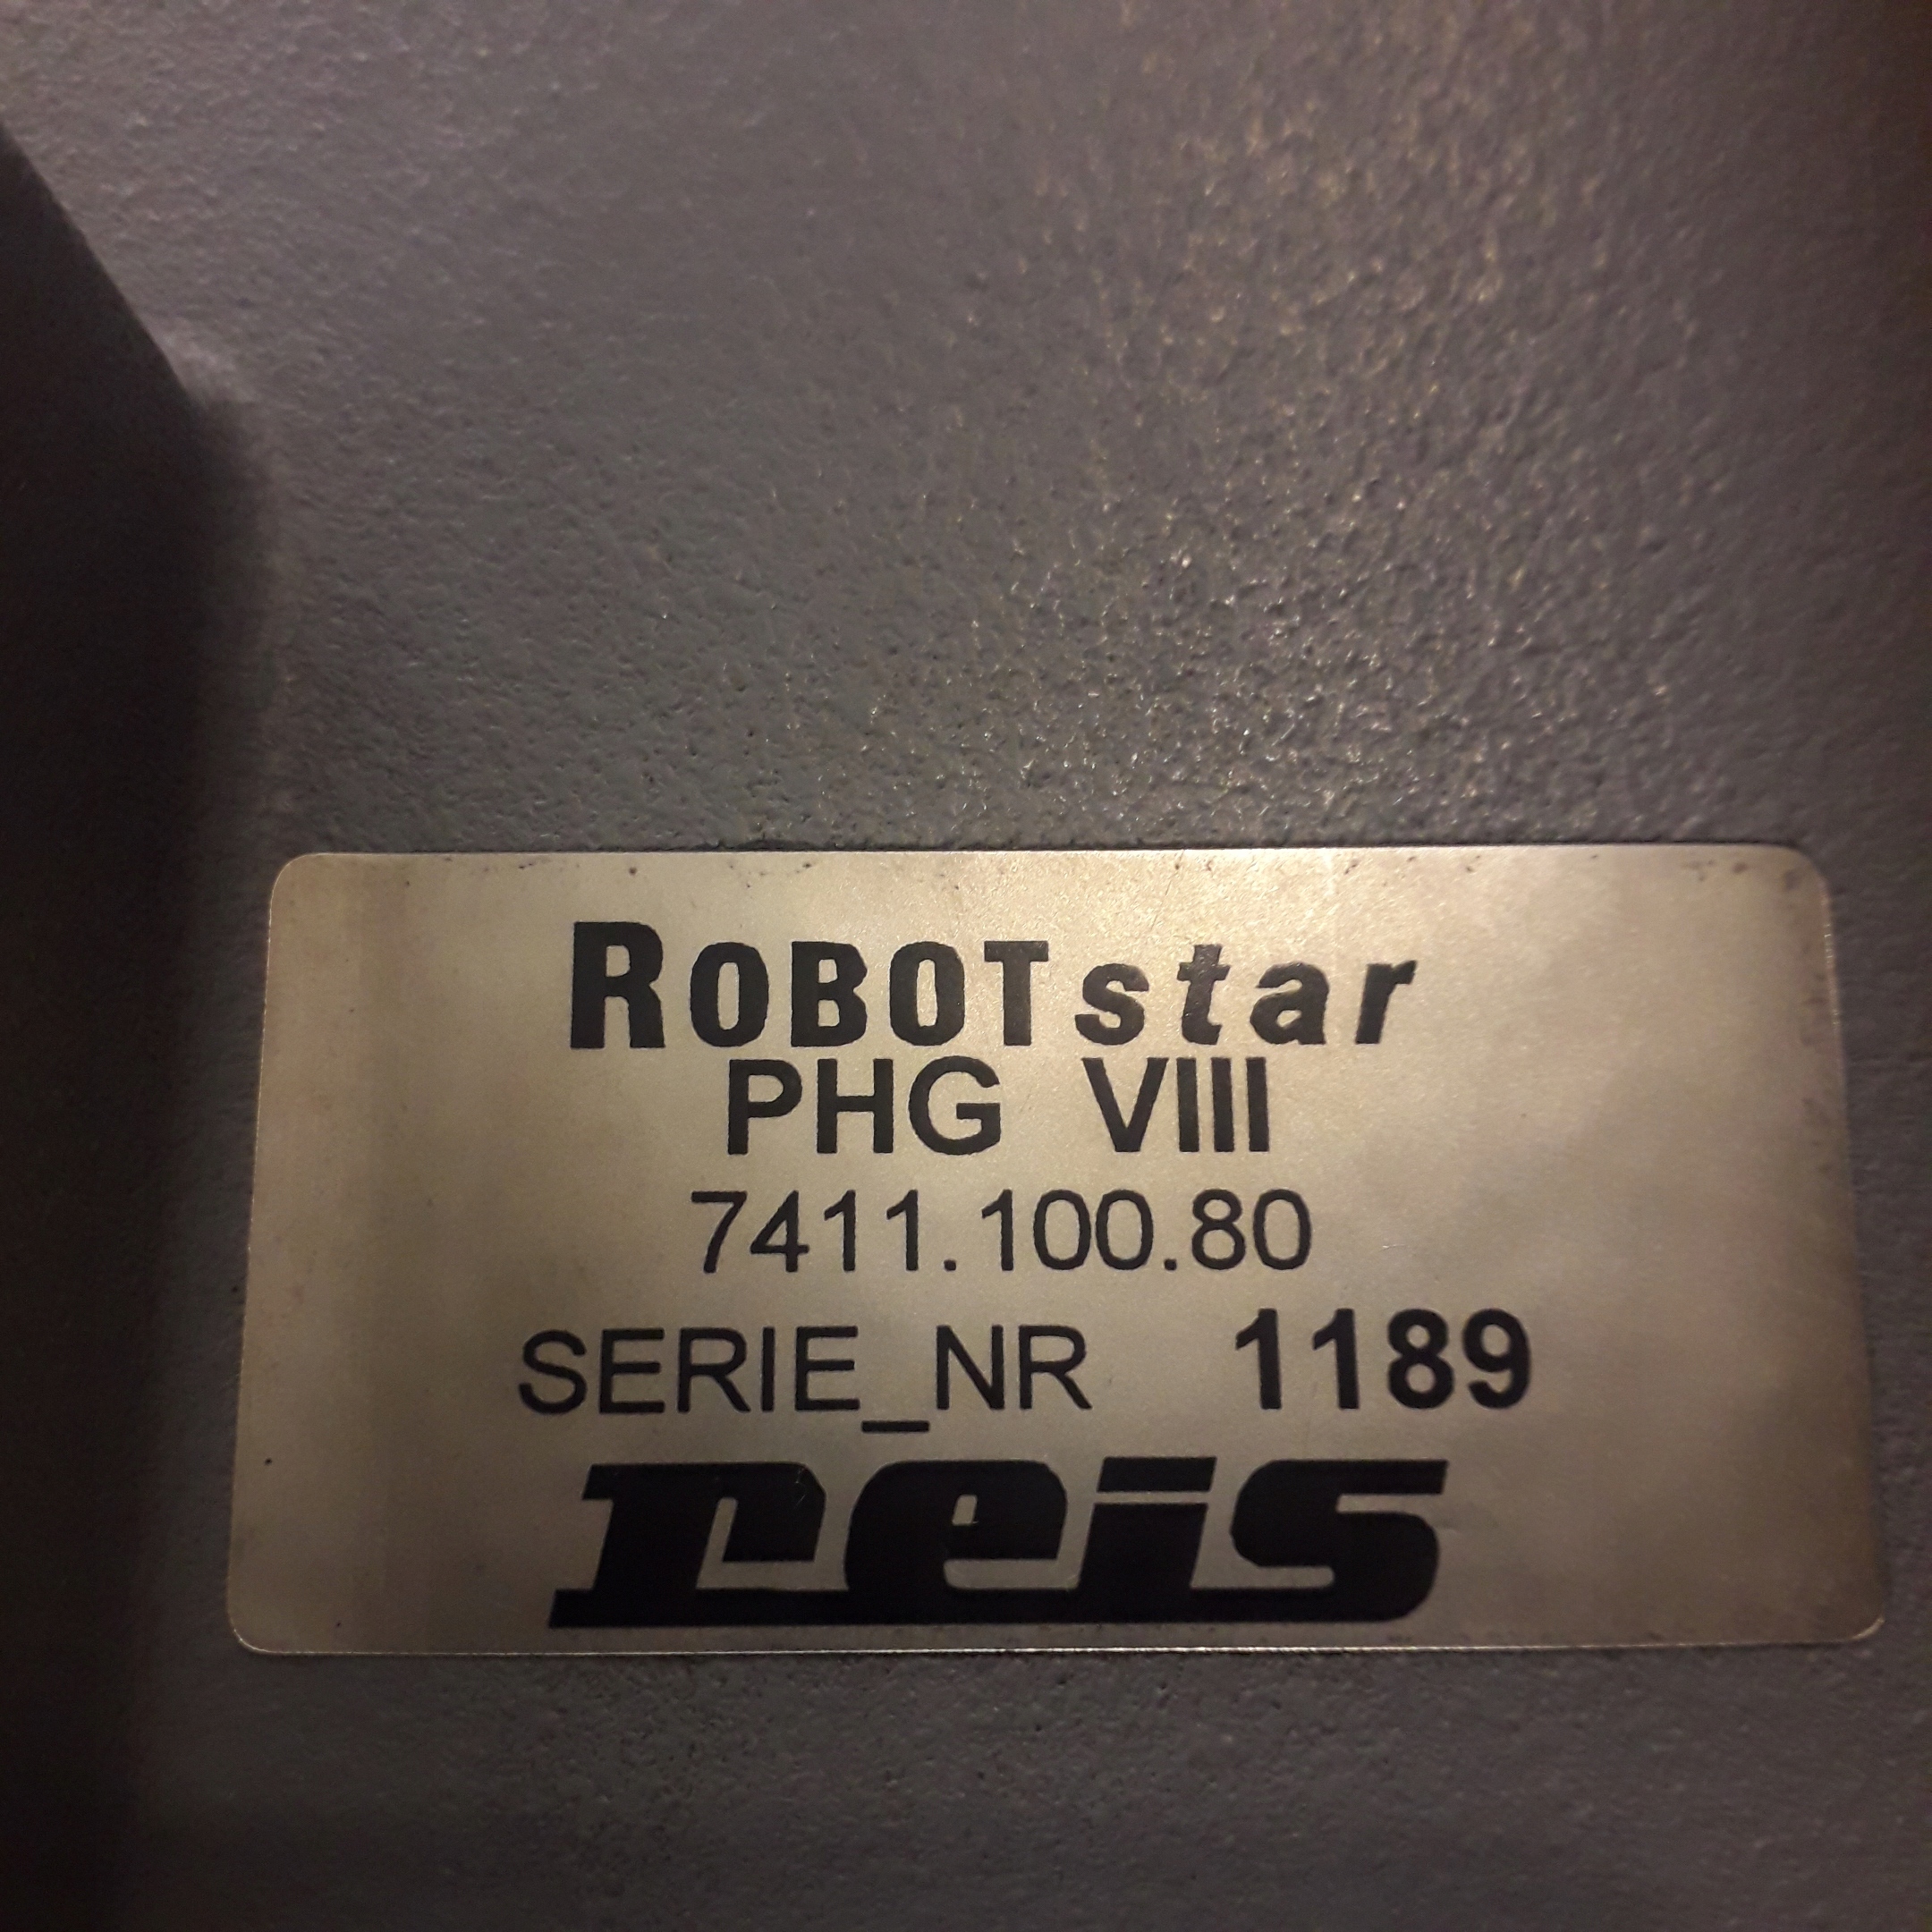 ROBOTstar
PHG VIII
7411.100.80
SERIE_NR 1189
reis